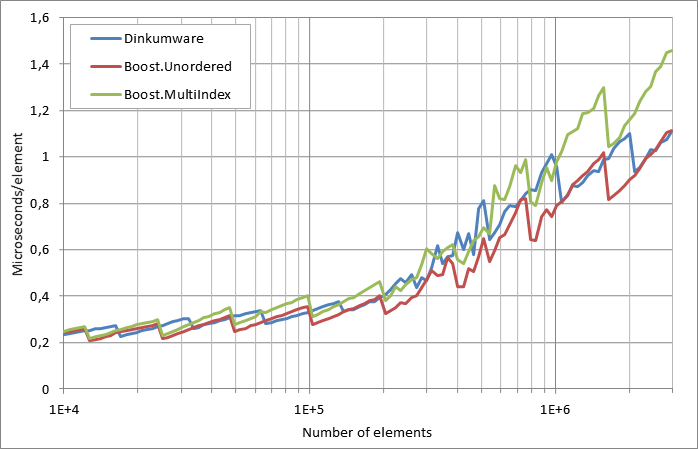 1,6
1,4
1,2
1
0,8
0,6
0,4
0,2
0
Microseconds/element
Dinkumware
Boost.Unordered
Boost.MultiIndex
1E+4
1E+5
1E+6
Number of elements